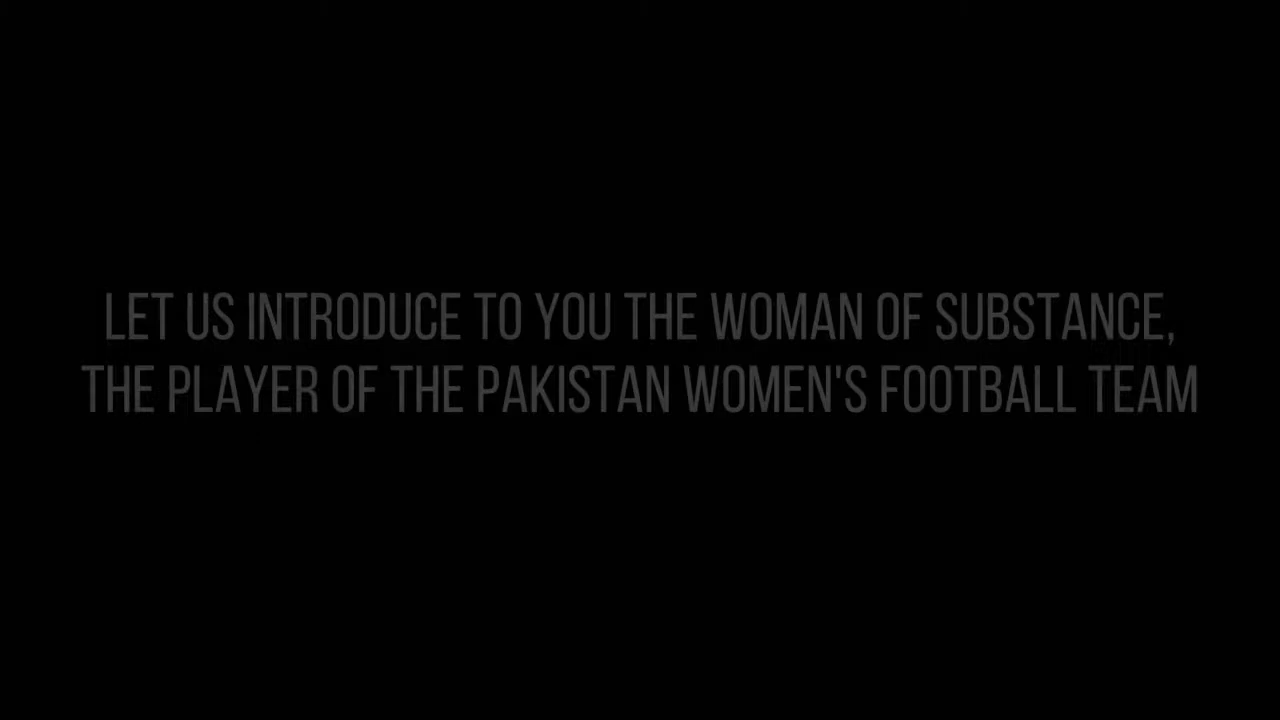 LET US INTRODUCE TO YOU THE WOMAN OF SUBSTANCE,
THE PLAYER OF THE PAKISTAN WOMEN'S FOOTBALL TEAM